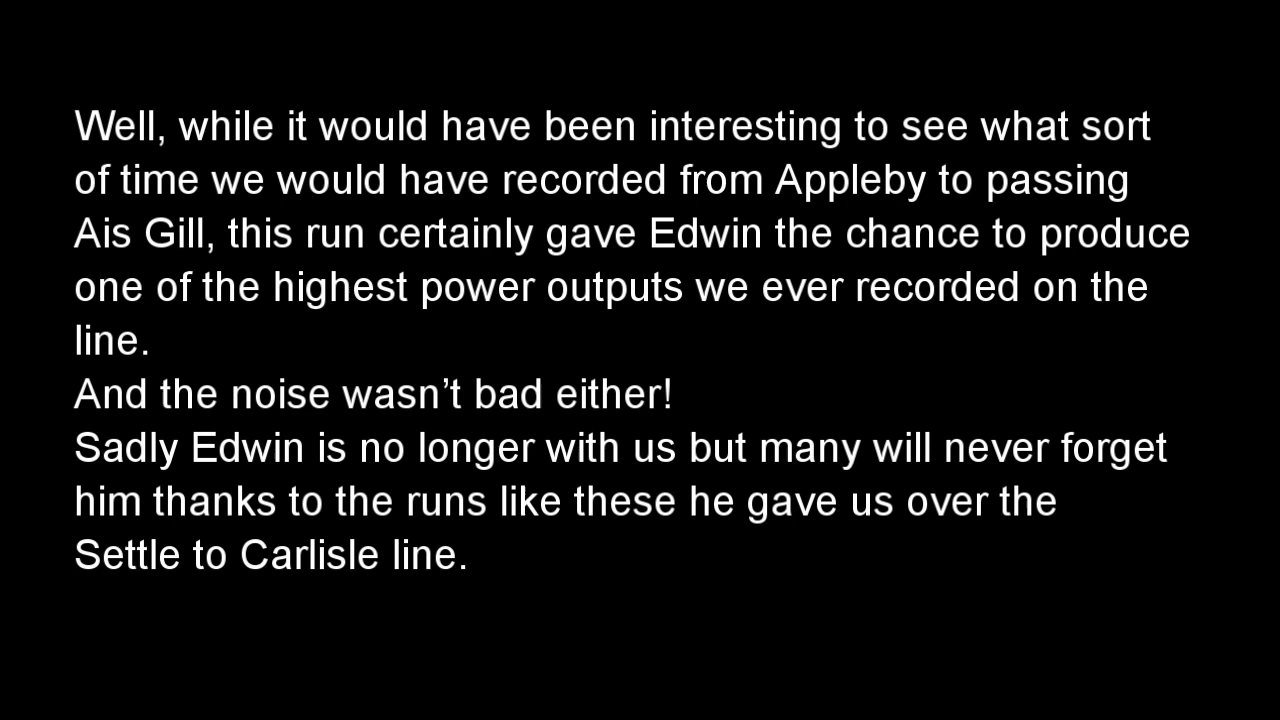 Well, while it would have been interesting to see what sort
of time we would have recorded from Appleby to passing
Ais Gill, this run certainly gave Edwin the chance to produce
one of the highest power outputs we ever recorded on the
line.
And the noise wasn’t bad either!
Sadly Edwin is no longer with us but many will never forget
him thanks to the runs like these he gave us over the
Settle to Carlisle line.